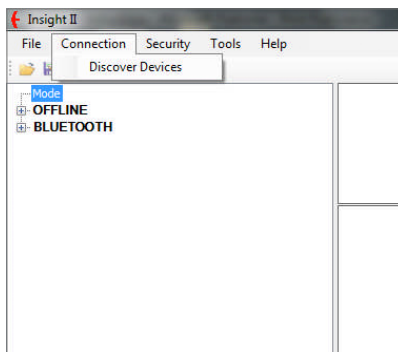 Insight II
File Connection Security Tools Help
Discover Devices
Mode
OFFLINE
BLUETOOTH